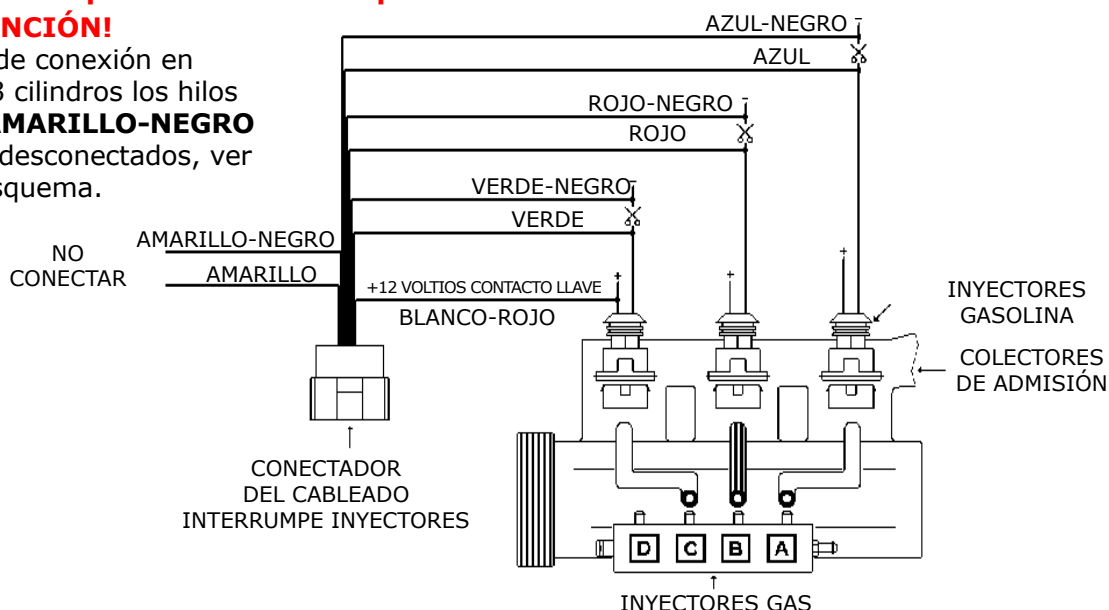 NCIÓN!
de conexión en
3 cilindros los hilos
AMARILLO-NEGRO
desconectados, ver
squema.
AZUL-NEGRO -
AZUL
ROJO-NEGRO -
ROJO
VERDE-NEGRO -
VERDE
AMARILLO-NEGRO
NO
CONECTAR
AMARILLO
+12 VOLTIOS CONTACTO LLAVE
BLANCO-ROJO
+ + +
INYECTORES
GASOLINA
COLECTORES
DE ADMISIÓN
CONECTADOR
DEL CABLEADO
INTERRUMPE INYECTORES
D C B A
INYECTORES GAS